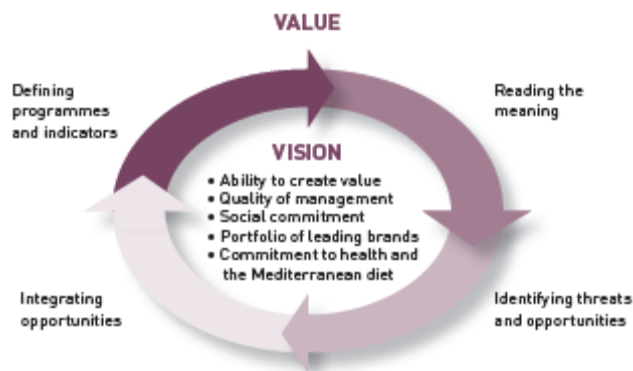 VALUE
Defining
programmes
and indicators
Reading the
meaning
VISION
• Ability to create value
• Quality of management
• Social commitment
• Portfolio of leading brands
• Commitment to health and
the Mediterranean diet
Integrating
opportunities
Identifying threats
and opportunities